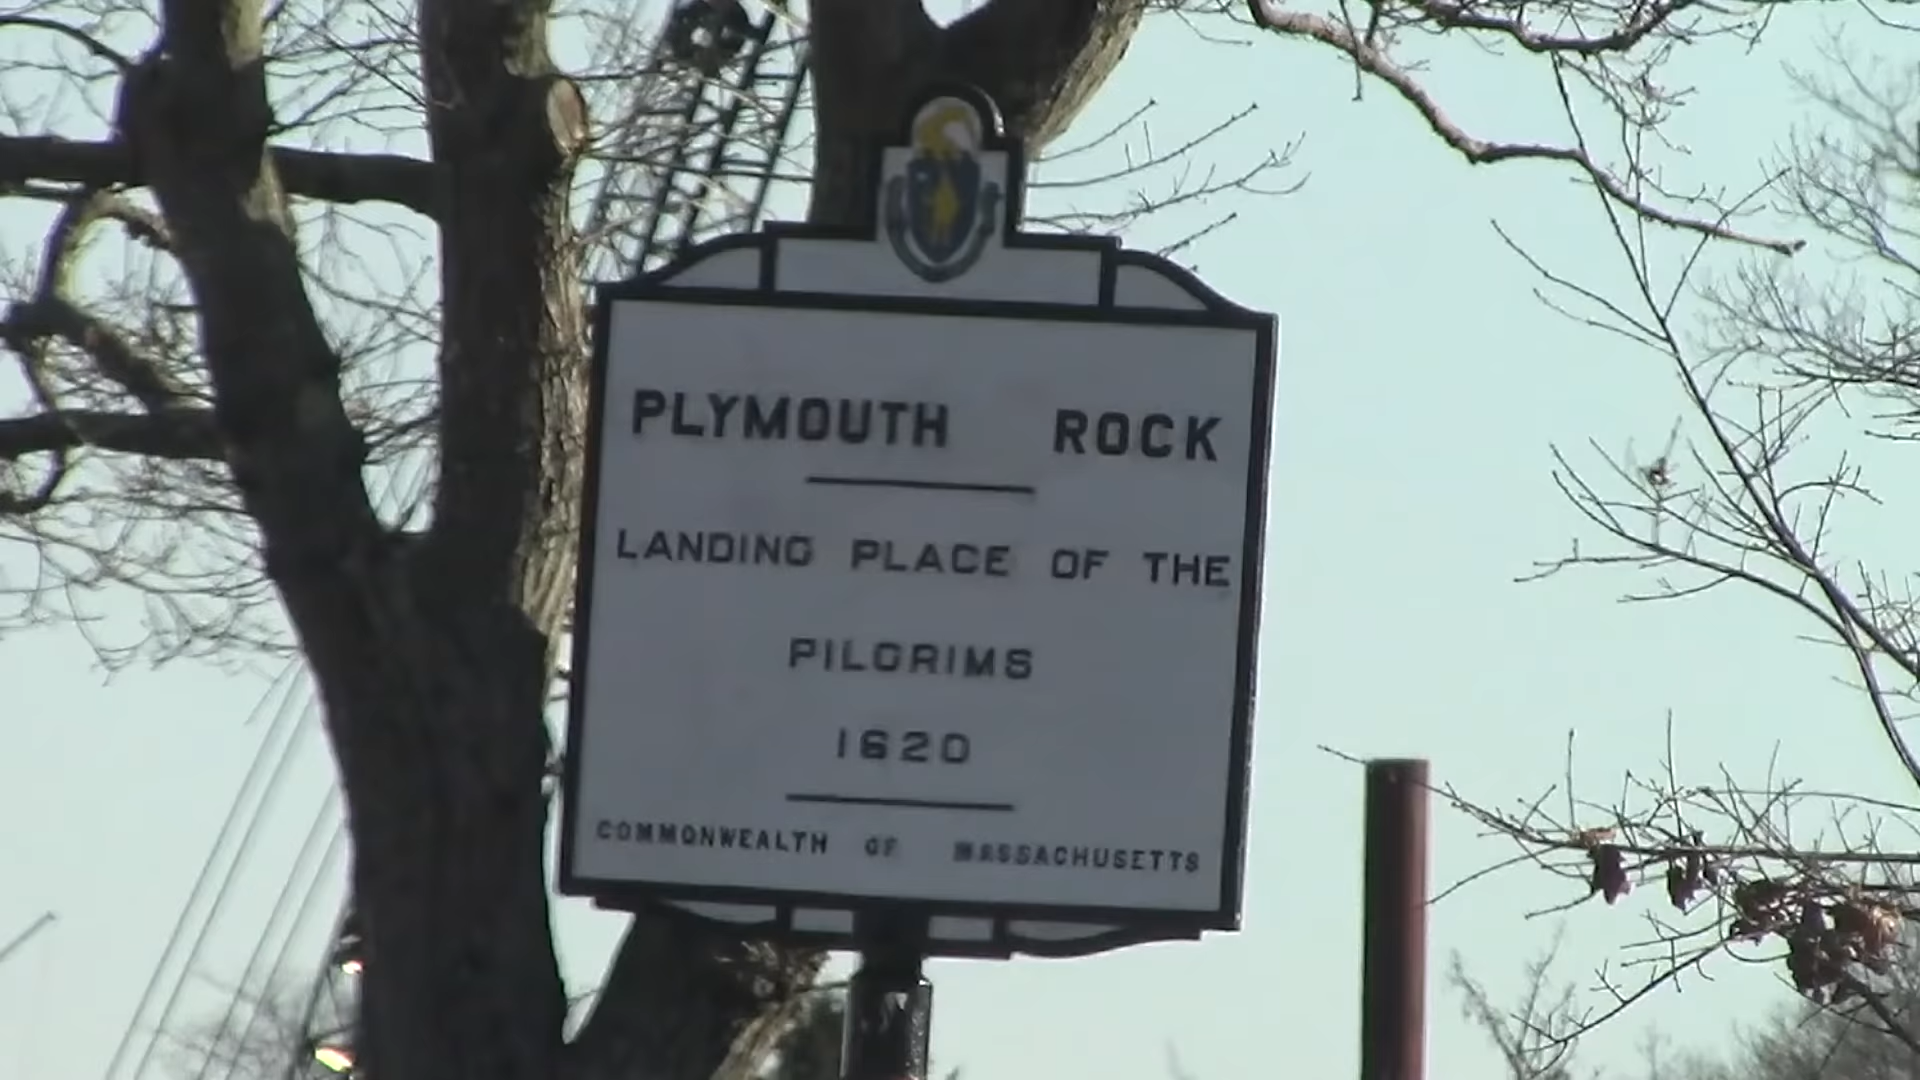 PLYMOUTH ROCK
LANDING PLACE OF THE
PILGRIMS
1620
COMMONWEALTH OF MASSACHUSETTS